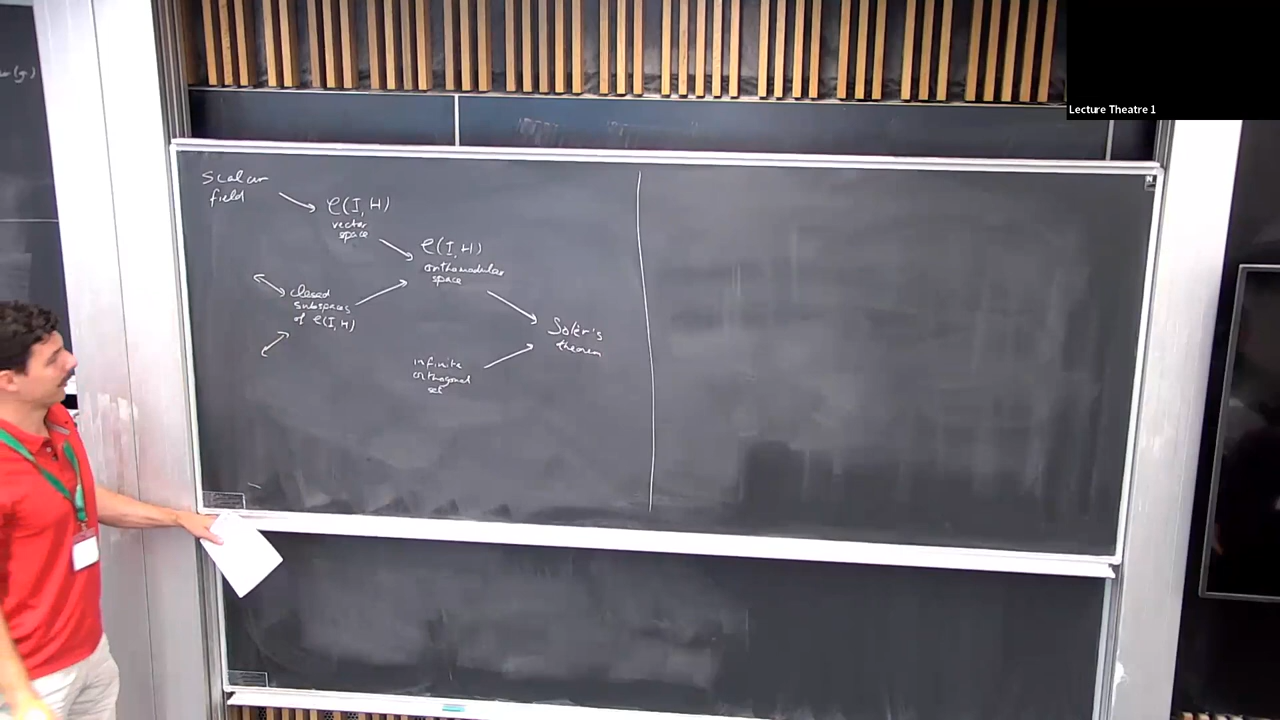 Lecture Theatre 1
Scalar
field
C(I, H)
vector
space
C(I, H)
orthomodular
space
closed
subspaces
of C(I, H)
Solèr's
theorem
infinite
orthogonal
set